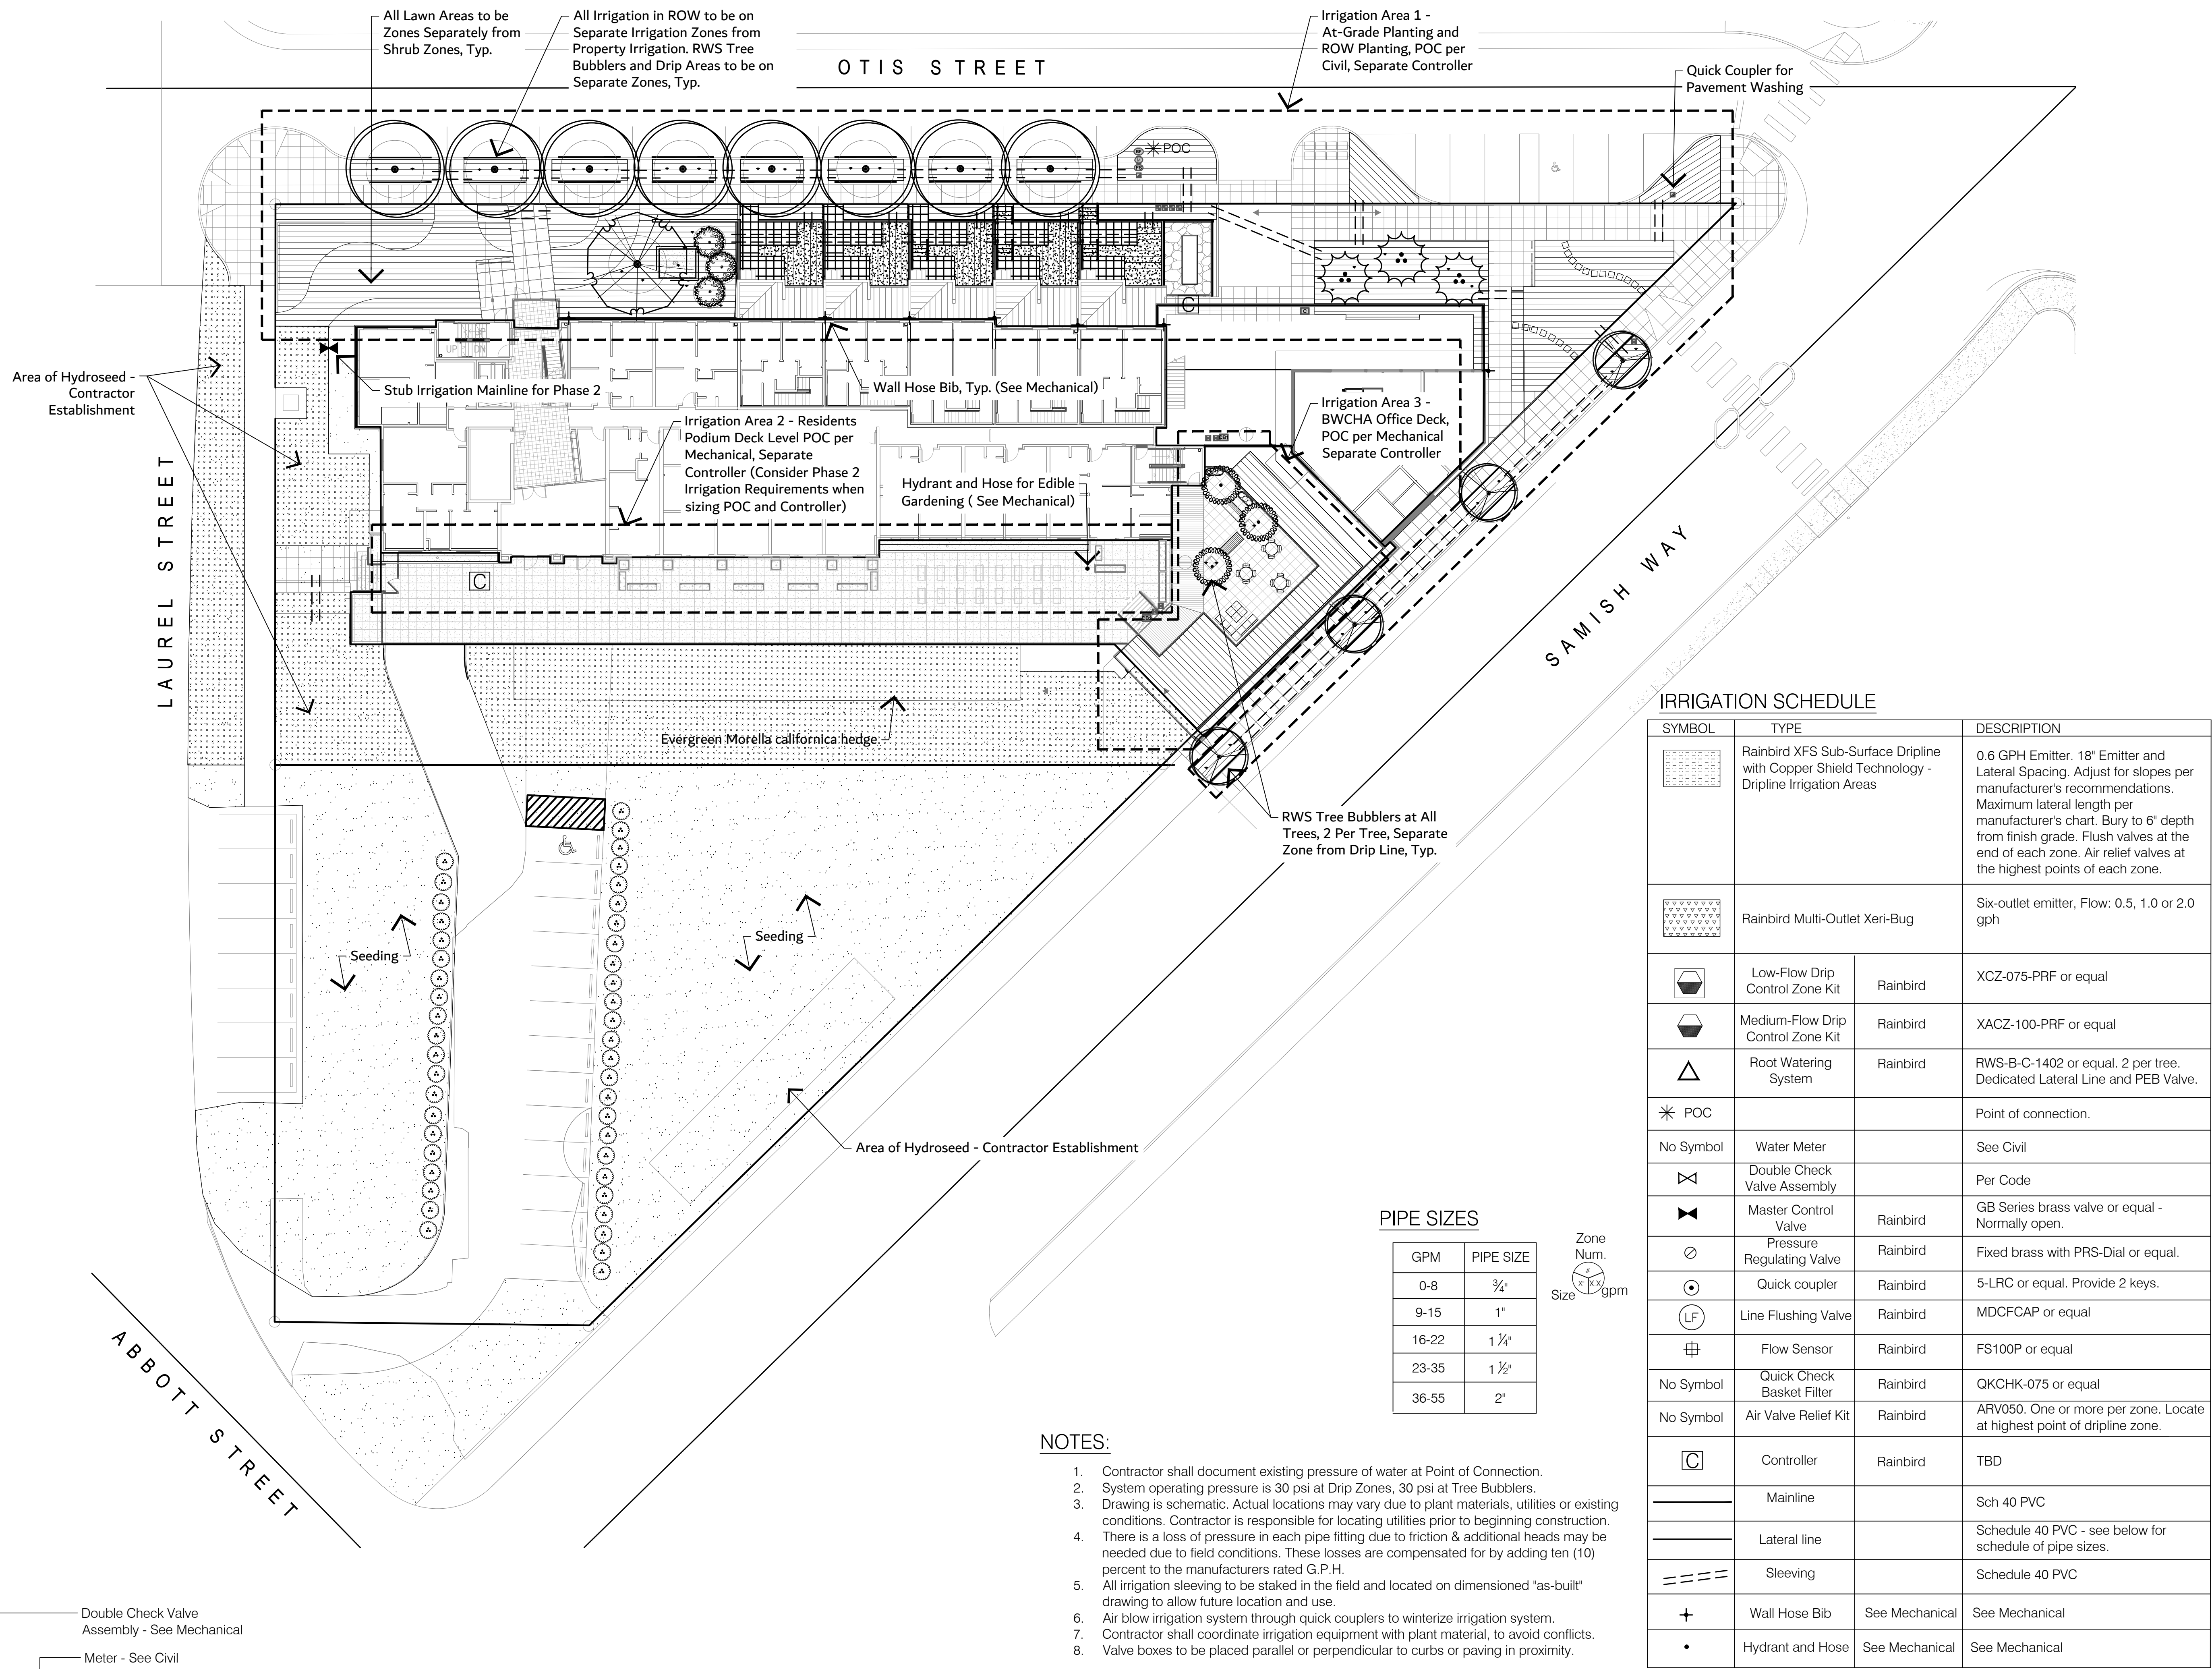 All Lawn Areas to be
Zones Separately from
Shrub Zones, Typ.
All Irrigation in ROW to be on
Separate Irrigation Zones from
Property Irrigation. RWS Tree
Bubblers and Drip Areas to be on
Separate Zones, Typ.
OTIS STREET
Irrigation Area 1 -
At-Grade Planting and
ROW Planting, POC per
Civil, Separate Controller
Quick Coupler for
Pavement Washing
POC
C
UP
UP
DN
Area of Hydroseed -
Contractor
Establishment
Stub Irrigation Mainline for Phase 2
Wall Hose Bib, Typ. (See Mechanical)
Irrigation Area 2 - Residents
Podium Deck Level POC per
Mechanical, Separate
Controller (Consider Phase 2
Irrigation Requirements when
sizing POC and Controller)
Hydrant and Hose for Edible
Gardening ( See Mechanical)
Irrigation Area 3 -
BWCHA Office Deck,
POC per Mechanical
Separate Controller
C
LAUREL STREET
SAMISH WAY
Evergreen Morella californica hedge
RWS Tree Bubblers at All
Trees, 2 Per Tree, Separate
Zone from Drip Line, Typ.
Seeding
Seeding
Area of Hydroseed - Contractor Establishment
ABBOTT STREET
Double Check Valve
Assembly - See Mechanical
Meter - See Civil
PIPE SIZES
GPM PIPE SIZE
0-8 ¾"
9-15 1"
16-22 1 ¼"
23-35 1 ½"
36-55 2"
Zone
Num.
#
X" X.X
Size gpm
NOTES:
1. Contractor shall document existing pressure of water at Point of Connection.
2. System operating pressure is 30 psi at Drip Zones, 30 psi at Tree Bubblers.
3. Drawing is schematic. Actual locations may vary due to plant materials, utilities or existing
conditions. Contractor is responsible for locating utilities prior to beginning construction.
4. There is a loss of pressure in each pipe fitting due to friction & additional heads may be
needed due to field conditions. These losses are compensated for by adding ten (10)
percent to the manufacturers rated G.P.H.
5. All irrigation sleeving to be staked in the field and located on dimensioned "as-built"
drawing to allow future location and use.
6. Air blow irrigation system through quick couplers to winterize irrigation system.
7. Contractor shall coordinate irrigation equipment with plant material, to avoid conflicts.
8. Valve boxes to be placed parallel or perpendicular to curbs or paving in proximity.
IRRIGATION SCHEDULE
SYMBOL TYPE DESCRIPTION
Rainbird XFS Sub-Surface Dripline
with Copper Shield Technology -
Dripline Irrigation Areas
0.6 GPH Emitter. 18" Emitter and
Lateral Spacing. Adjust for slopes per
manufacturer's recommendations.
Maximum lateral length per
manufacturer's chart. Bury to 6" depth
from finish grade. Flush valves at the
end of each zone. Air relief valves at
the highest points of each zone.
Rainbird Multi-Outlet Xeri-Bug
Six-outlet emitter, Flow: 0.5, 1.0 or 2.0
gph
Low-Flow Drip
Control Zone Kit
Rainbird
XCZ-075-PRF or equal
Medium-Flow Drip
Control Zone Kit
Rainbird
XACZ-100-PRF or equal
Root Watering
System
Rainbird
RWS-B-C-1402 or equal. 2 per tree.
Dedicated Lateral Line and PEB Valve.
POC
Point of connection.
No Symbol Water Meter See Civil
Double Check
Valve Assembly
Per Code
Master Control
Valve
Rainbird
GB Series brass valve or equal -
Normally open.
Pressure
Regulating Valve
Rainbird
Fixed brass with PRS-Dial or equal.
Quick coupler Rainbird 5-LRC or equal. Provide 2 keys.
LF Line Flushing Valve Rainbird MDCFCAP or equal
Flow Sensor Rainbird FS100P or equal
No Symbol
Quick Check
Basket Filter
Rainbird
QKCHK-075 or equal
No Symbol Air Valve Relief Kit Rainbird
ARV050. One or more per zone. Locate
at highest point of dripline zone.
C Controller Rainbird TBD
Mainline Sch 40 PVC
Lateral line
Schedule 40 PVC - see below for
schedule of pipe sizes.
Sleeving Schedule 40 PVC
Wall Hose Bib See Mechanical See Mechanical
Hydrant and Hose See Mechanical See Mechanical